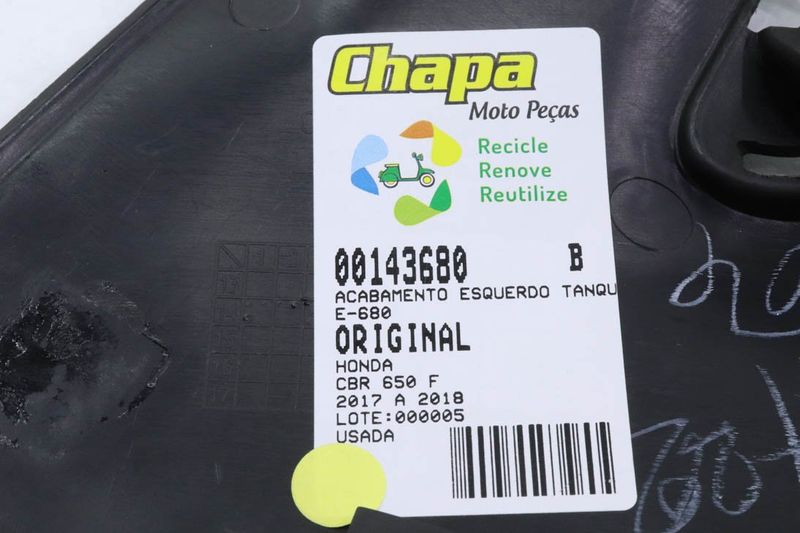 Chapa
Moto Peças
Recicle
Renove
Reutilize
00143680 B
ACABAMENTO ESQUERDO TANQU
E-680
ORIGINAL
HONDA
CBR 650 F
2017 A 2018
LOTE:000005
USADA